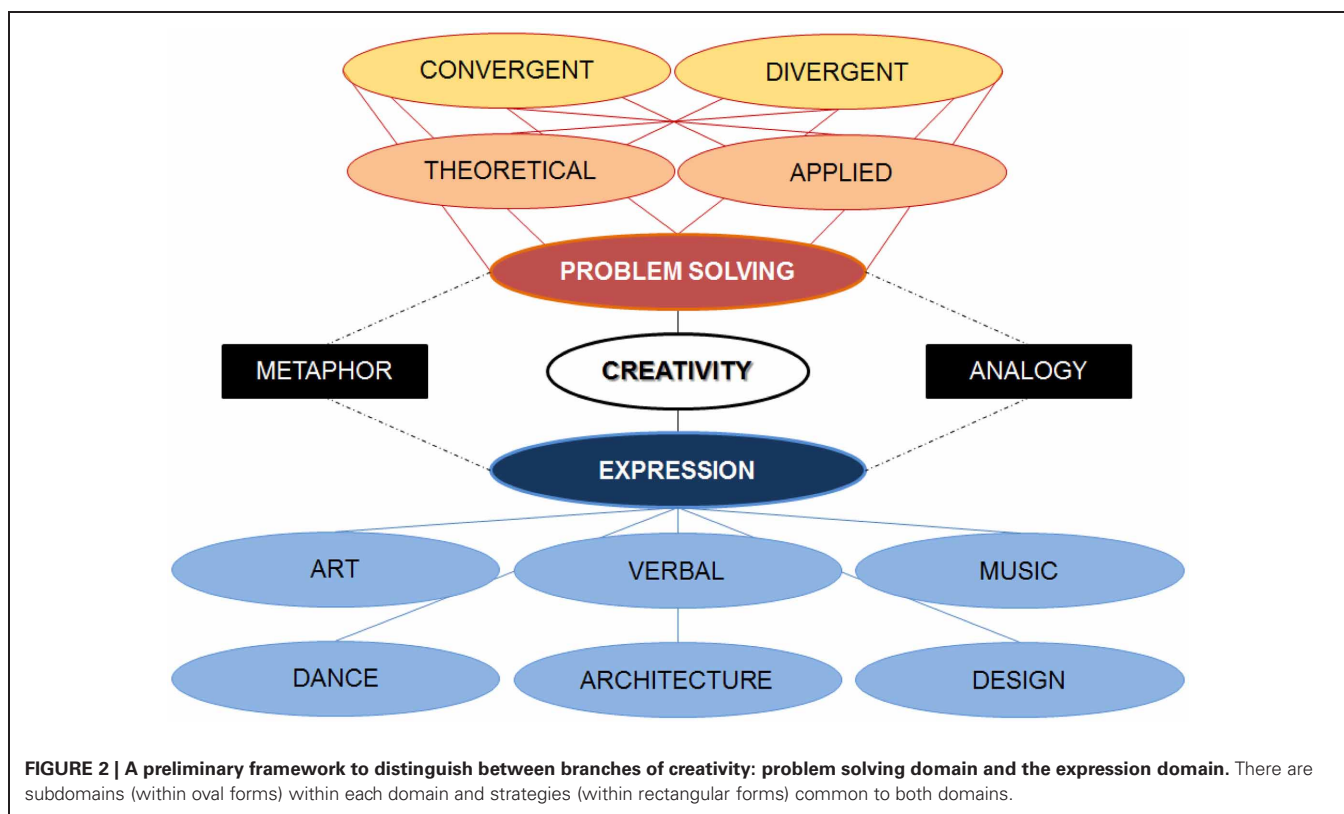 CONVERGENT DIVERGENT
THEORETICAL APPLIED
PROBLEM SOLVING
METAPHOR CREATIVITY ANALOGY
EXPRESSION
ART VERBAL MUSIC
DANCE ARCHITECTURE DESIGN
FIGURE 2 | A preliminary framework to distinguish between branches of creativity: problem solving domain and the expression domain. There are
subdomains (within oval forms) within each domain and strategies (within rectangular forms) common to both domains.